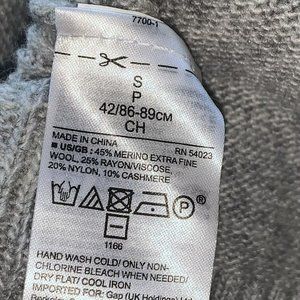 7700-1
S
P
42/86-89CM
CH
MADE IN CHINA RN 54023
• US/GB : 45% MERINO EXTRA FINE
WOOL, 25% RAYON/VISCOSE,
20% NYLON, 10% CASHMERE
P
1166
HAND WASH COLD/ ONLY NON-
CHLORINE BLEACH WHEN NEEDED/
DRY FLAT/ COOL IRON
IMPORTED FOR: Gap (UK Holdings) Ltd